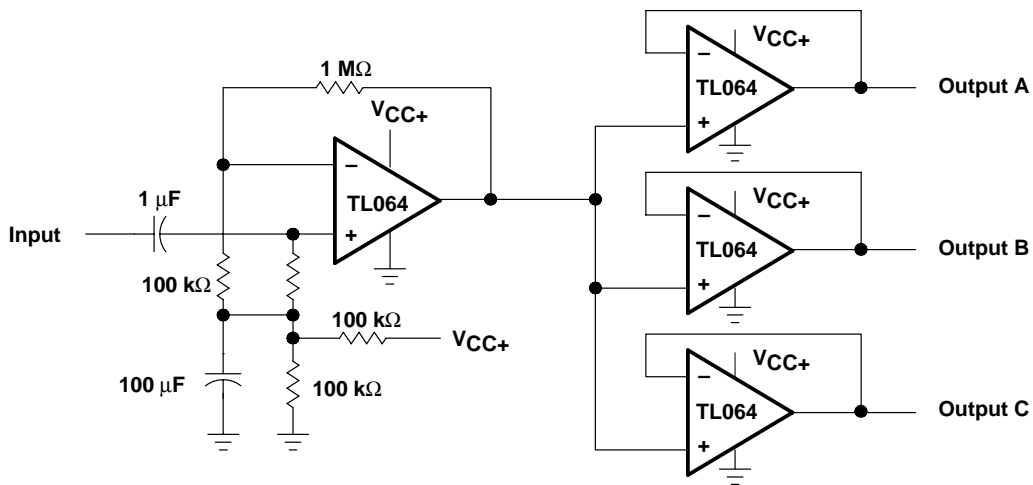 VCC+
TL064
−
+
Output A
1 MΩ
VCC+
−
TL064
+
1 μF
Input
100 kΩ
100 kΩ
VCC+
100 μF
100 kΩ
VCC+
−
TL064
+
Output B
VCC+
−
TL064
+
Output C